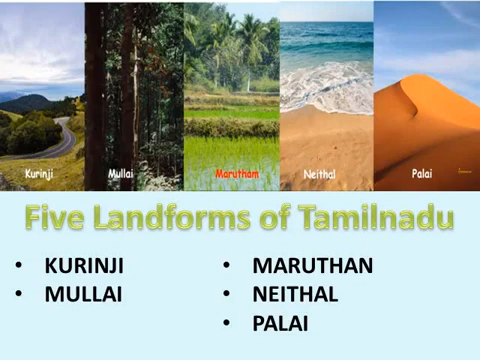 Kurinji
Mullai
Marutham
Neithal
Palai
Five Landforms of Tamilnadu
• KURINJI
• MULLAI
• MARUTHAN
• NEITHAL
• PALAI